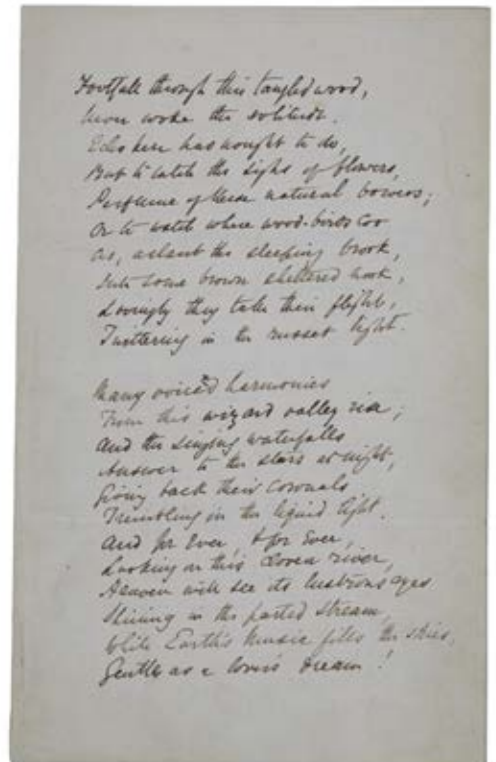 Footfall through this tangled wood,
Never woke the solitude.
Echo here has nought to do,
But to catch the sighs of flowers,
Perfume of these natural bowers;
Or to watch where wood-birds coo
As, aslant the sleeping brook,
Into some brown sheltered nook,
Lovingly they take their flight,
Twittering in the russet light.
Many voiced harmonies
From this wizard valley rise;
And the singing waterfalls
Answer to the stars at night,
Giving back their coronals
Trembling in the liquid light.
And for Ever, & for Ever,
Looking on this cloven river,
Heaven will see its lustrous eyes
Shining in the parted stream,
While Earth's music fills the skies,
Gentle as a lover's dream!